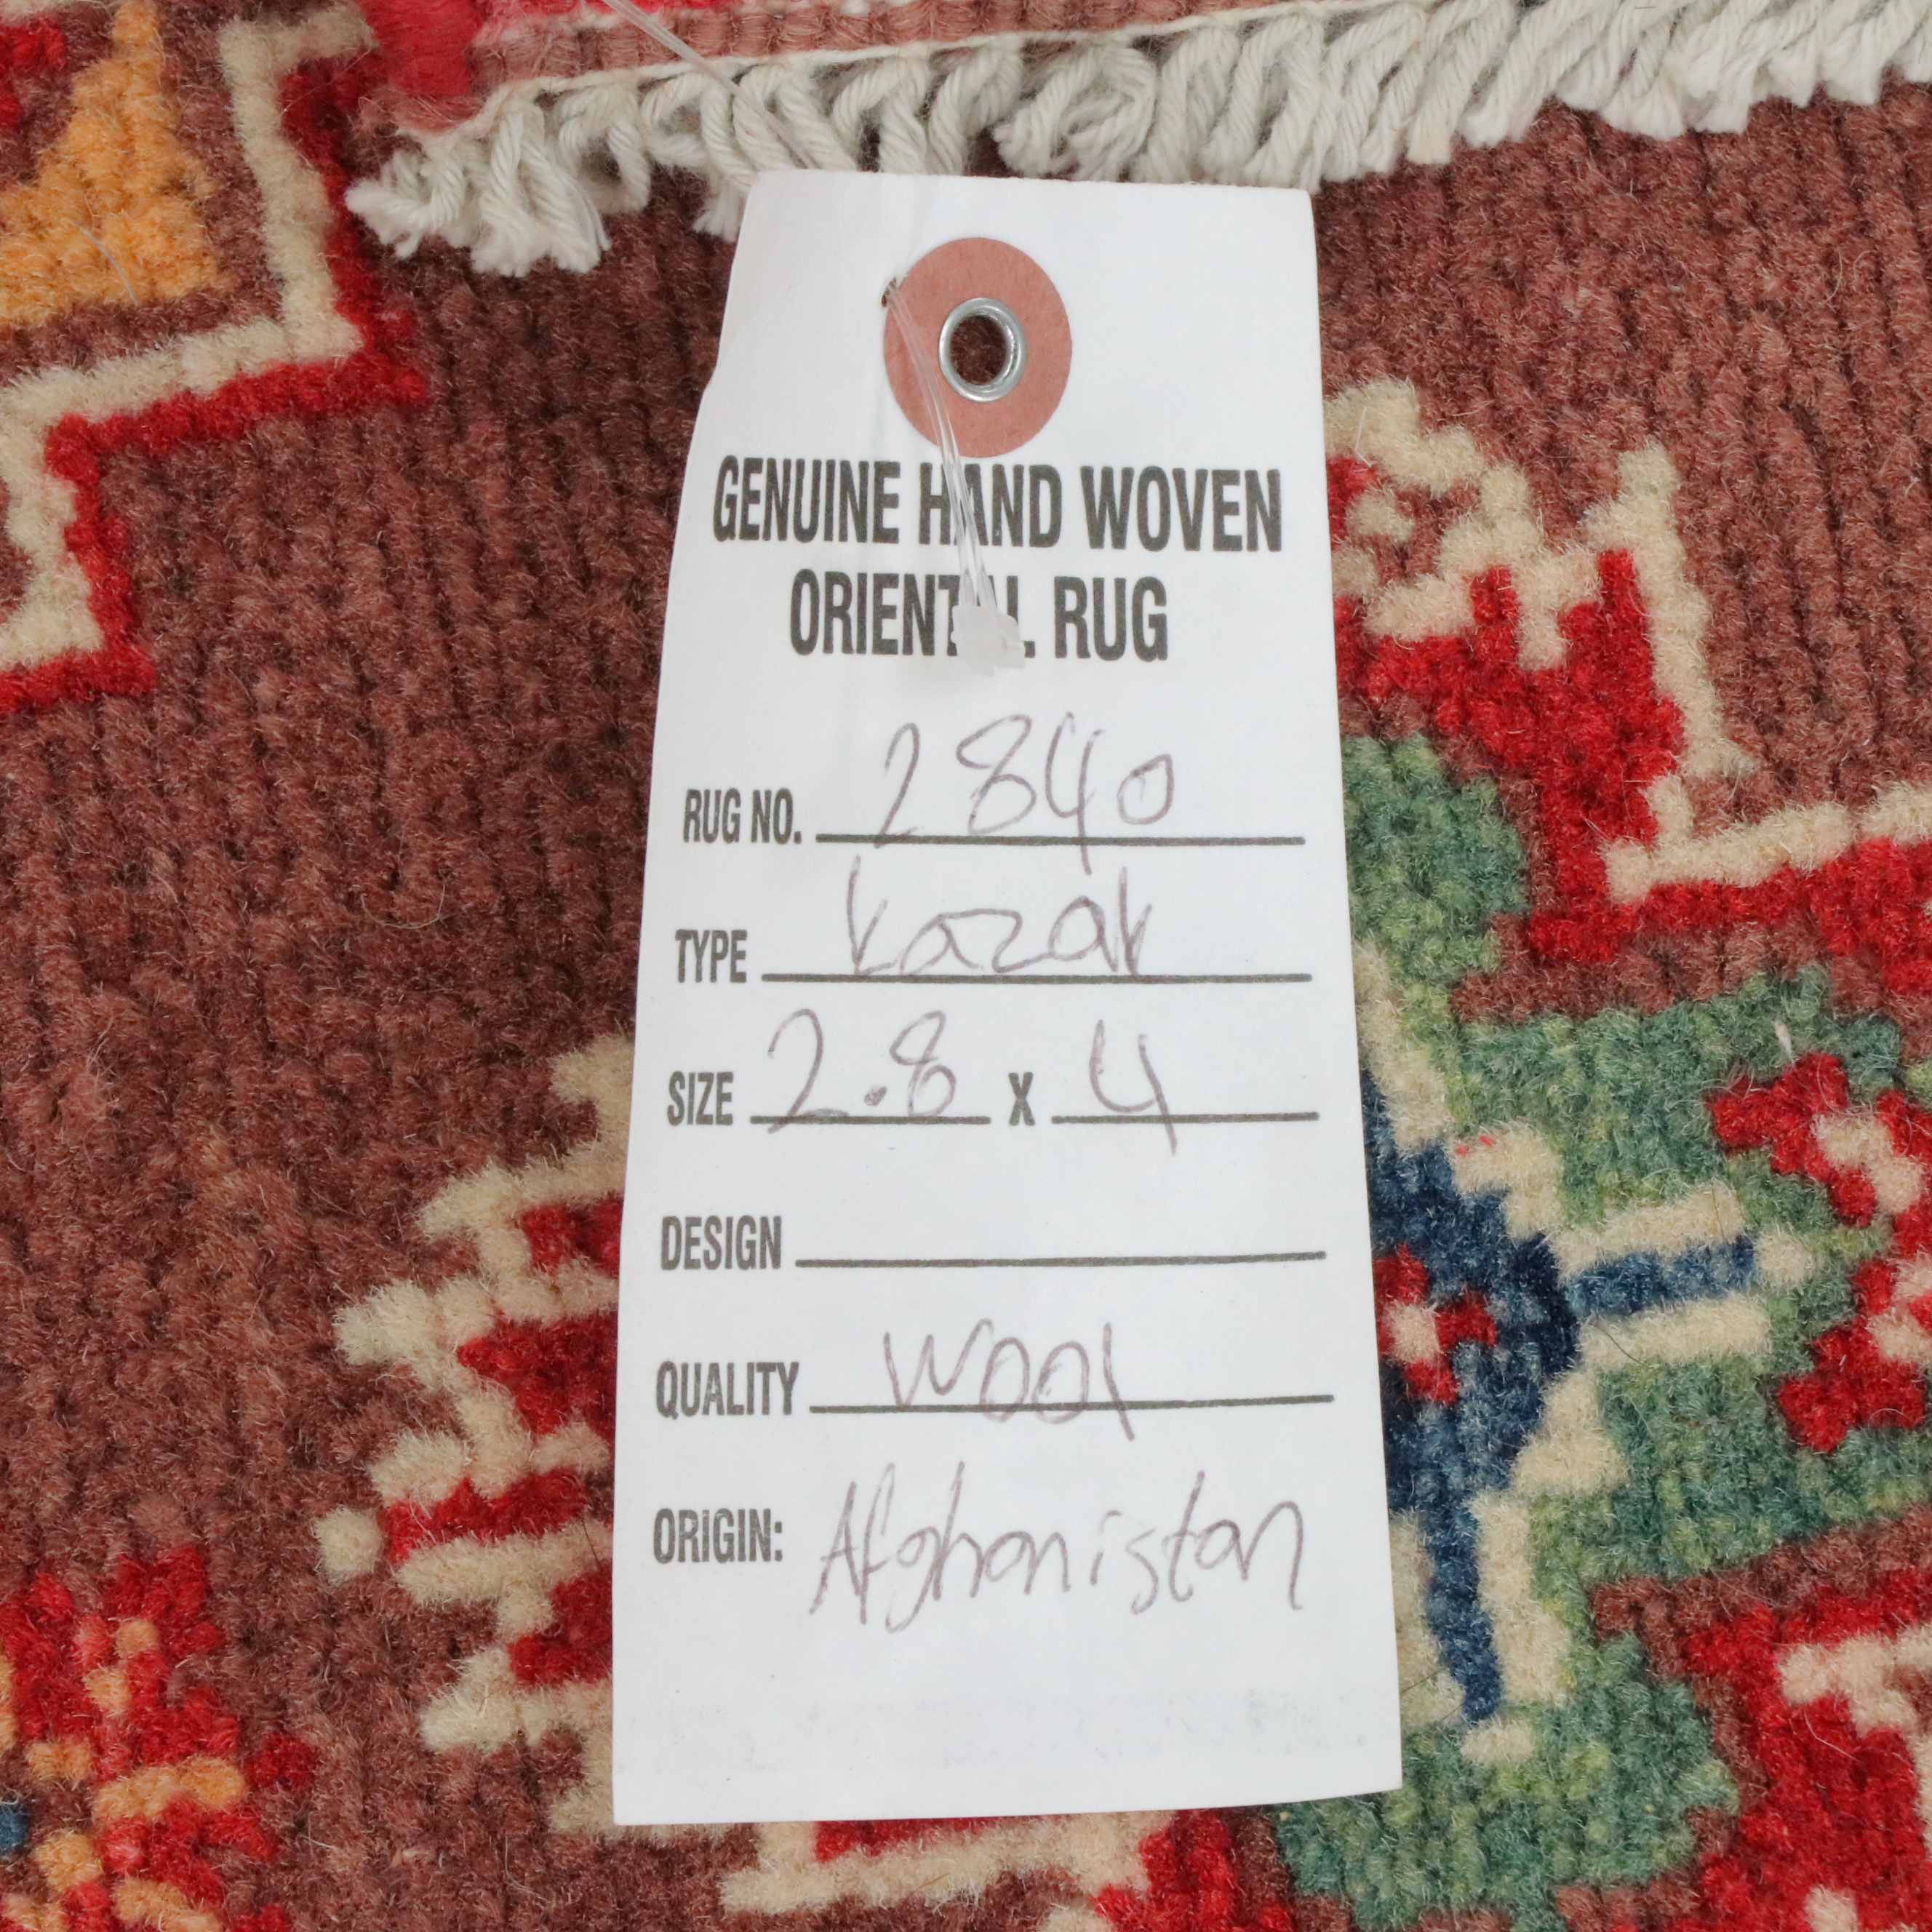 GENUINE HAND WOVEN
ORIENTAL RUG
RUG NO. 2840
TYPE Kazak
SIZE 2.8 X 4
DESIGN
QUALITY Wool
ORIGIN: Afghanistan